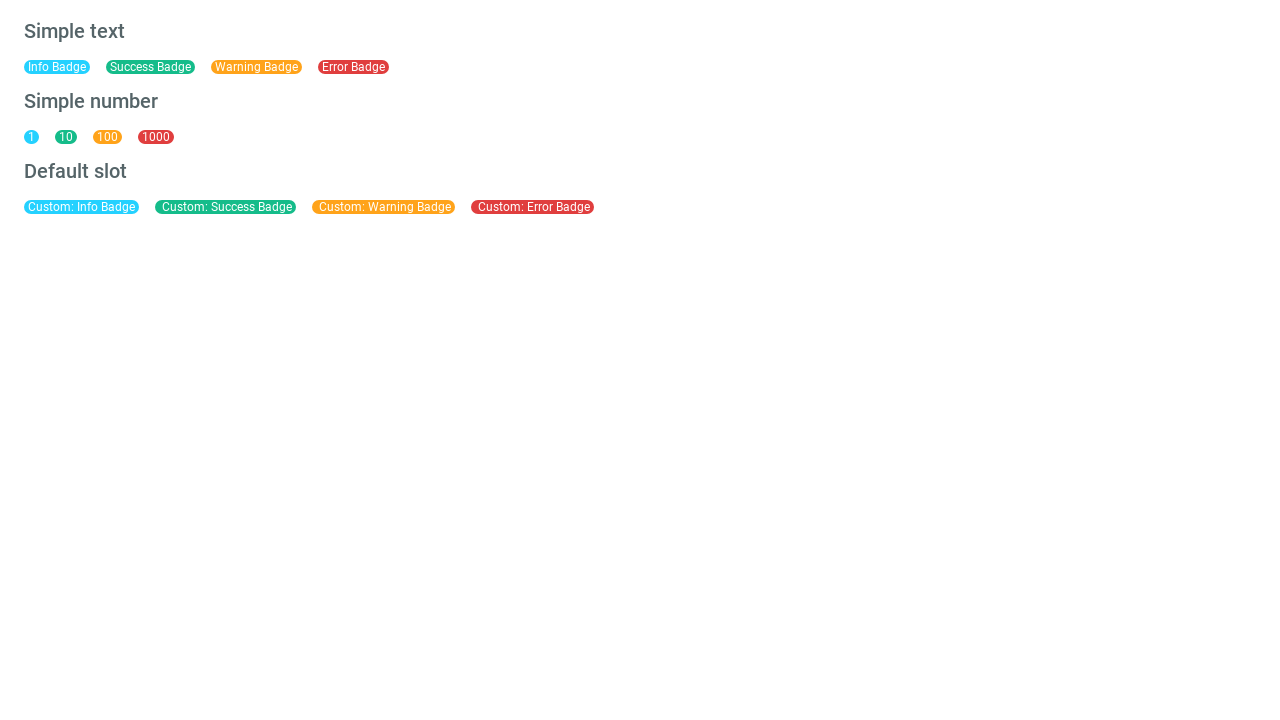 Simple text
Info Badge Success Badge Warning Badge Error Badge
Simple number
1 10 100 1000
Default slot
Custom: Info Badge Custom: Success Badge Custom: Warning Badge Custom: Error Badge